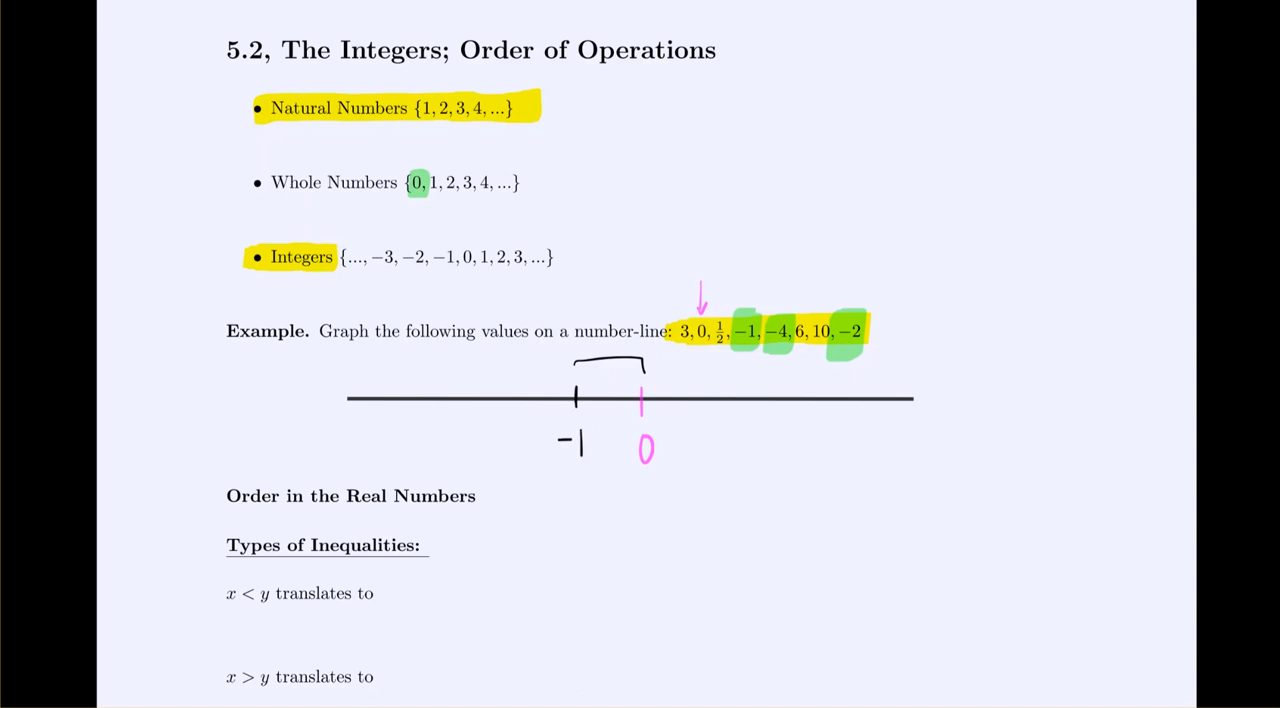 5.2, The Integers; Order of Operations
• Natural Numbers {1, 2, 3, 4, ...}
• Whole Numbers {0, 1, 2, 3, 4, ...}
• Integers {..., −3, −2, −1, 0, 1, 2, 3, ...}
Example. Graph the following values on a number-line: 3, 0, ½, −1, −4, 6, 10, −2
−1 0
Order in the Real Numbers
Types of Inequalities:
x < y translates to
x > y translates to